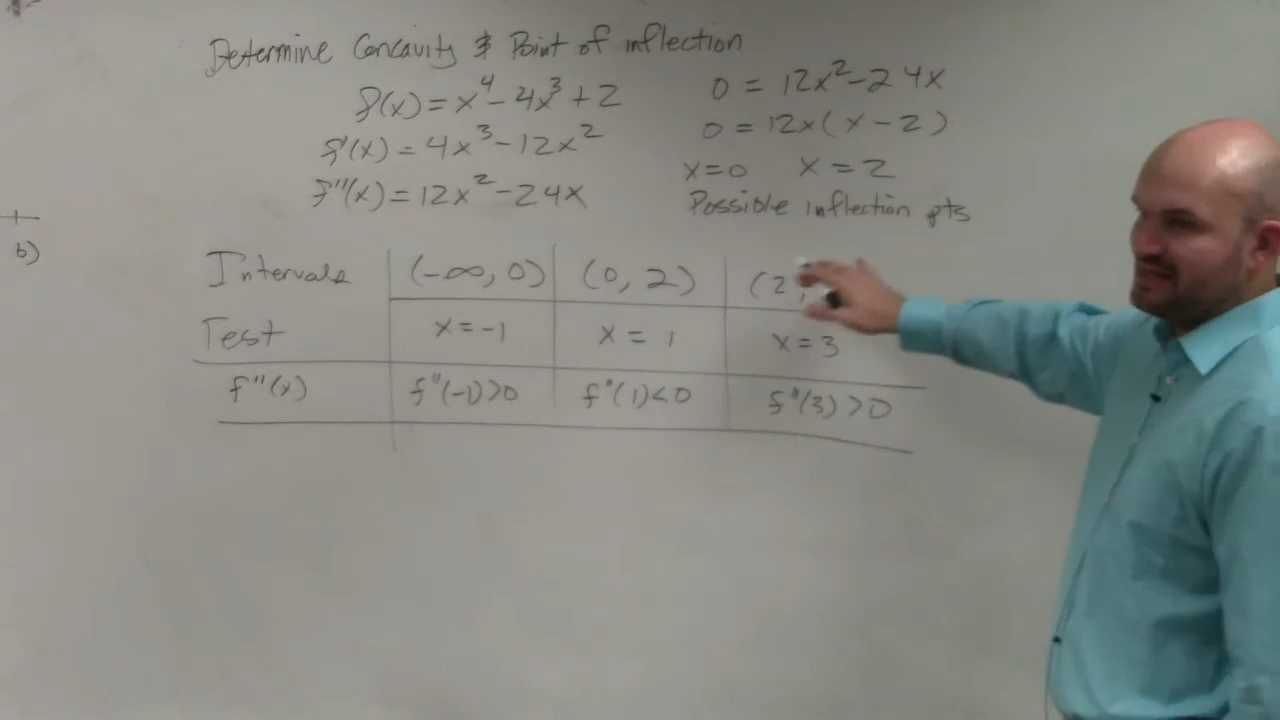 Determine Concavity & Point of inflection
f(x) = x⁴ - 4x³ + 2
f'(x) = 4x³ - 12x²
f''(x) = 12x² - 24x
0 = 12x² - 24x
0 = 12x(x - 2)
x=0 x = 2
Possible inflection pts
b)
Intervals (-∞, 0) (0, 2) (2,
Test x = -1 x = 1 x = 3
f''(x) f''(-1)>0 f''(1)<0 f''(3) >0